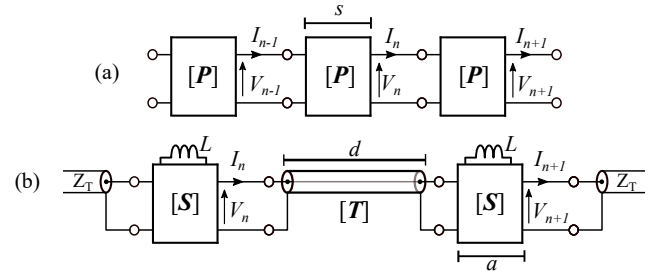 s
I_{n-1} I_n I_{n+1}
(a) [P] V_{n-1} [P] V_n [P] V_{n+1}
L I_n d L I_{n+1}
(b) Z_T [S] V_n [T] [S] V_{n+1} Z_T
a